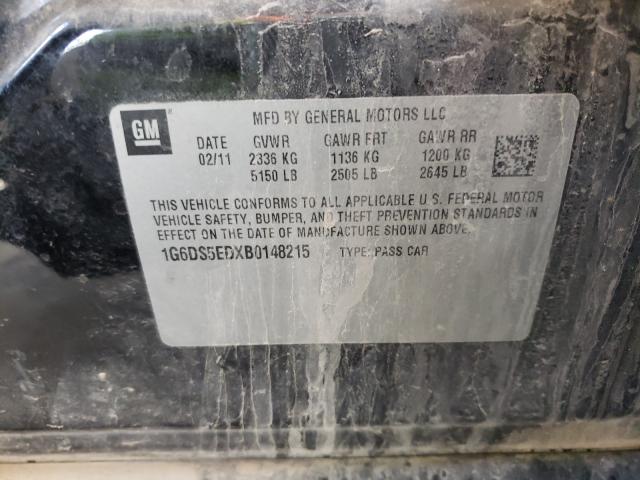 GM
MFD BY GENERAL MOTORS LLC
DATE GVWR GAWR FRT GAWR RR
02/11 2336 KG 1136 KG 1200 KG
5150 LB 2505 LB 2645 LB
THIS VEHICLE CONFORMS TO ALL APPLICABLE U.S. FEDERAL MOTOR
VEHICLE SAFETY, BUMPER, AND THEFT PREVENTION STANDARDS IN
EFFECT ON THE DATE OF MANUFACTURE SHOWN ABOVE.
1G6DS5EDXB0148215 TYPE: PASS CAR